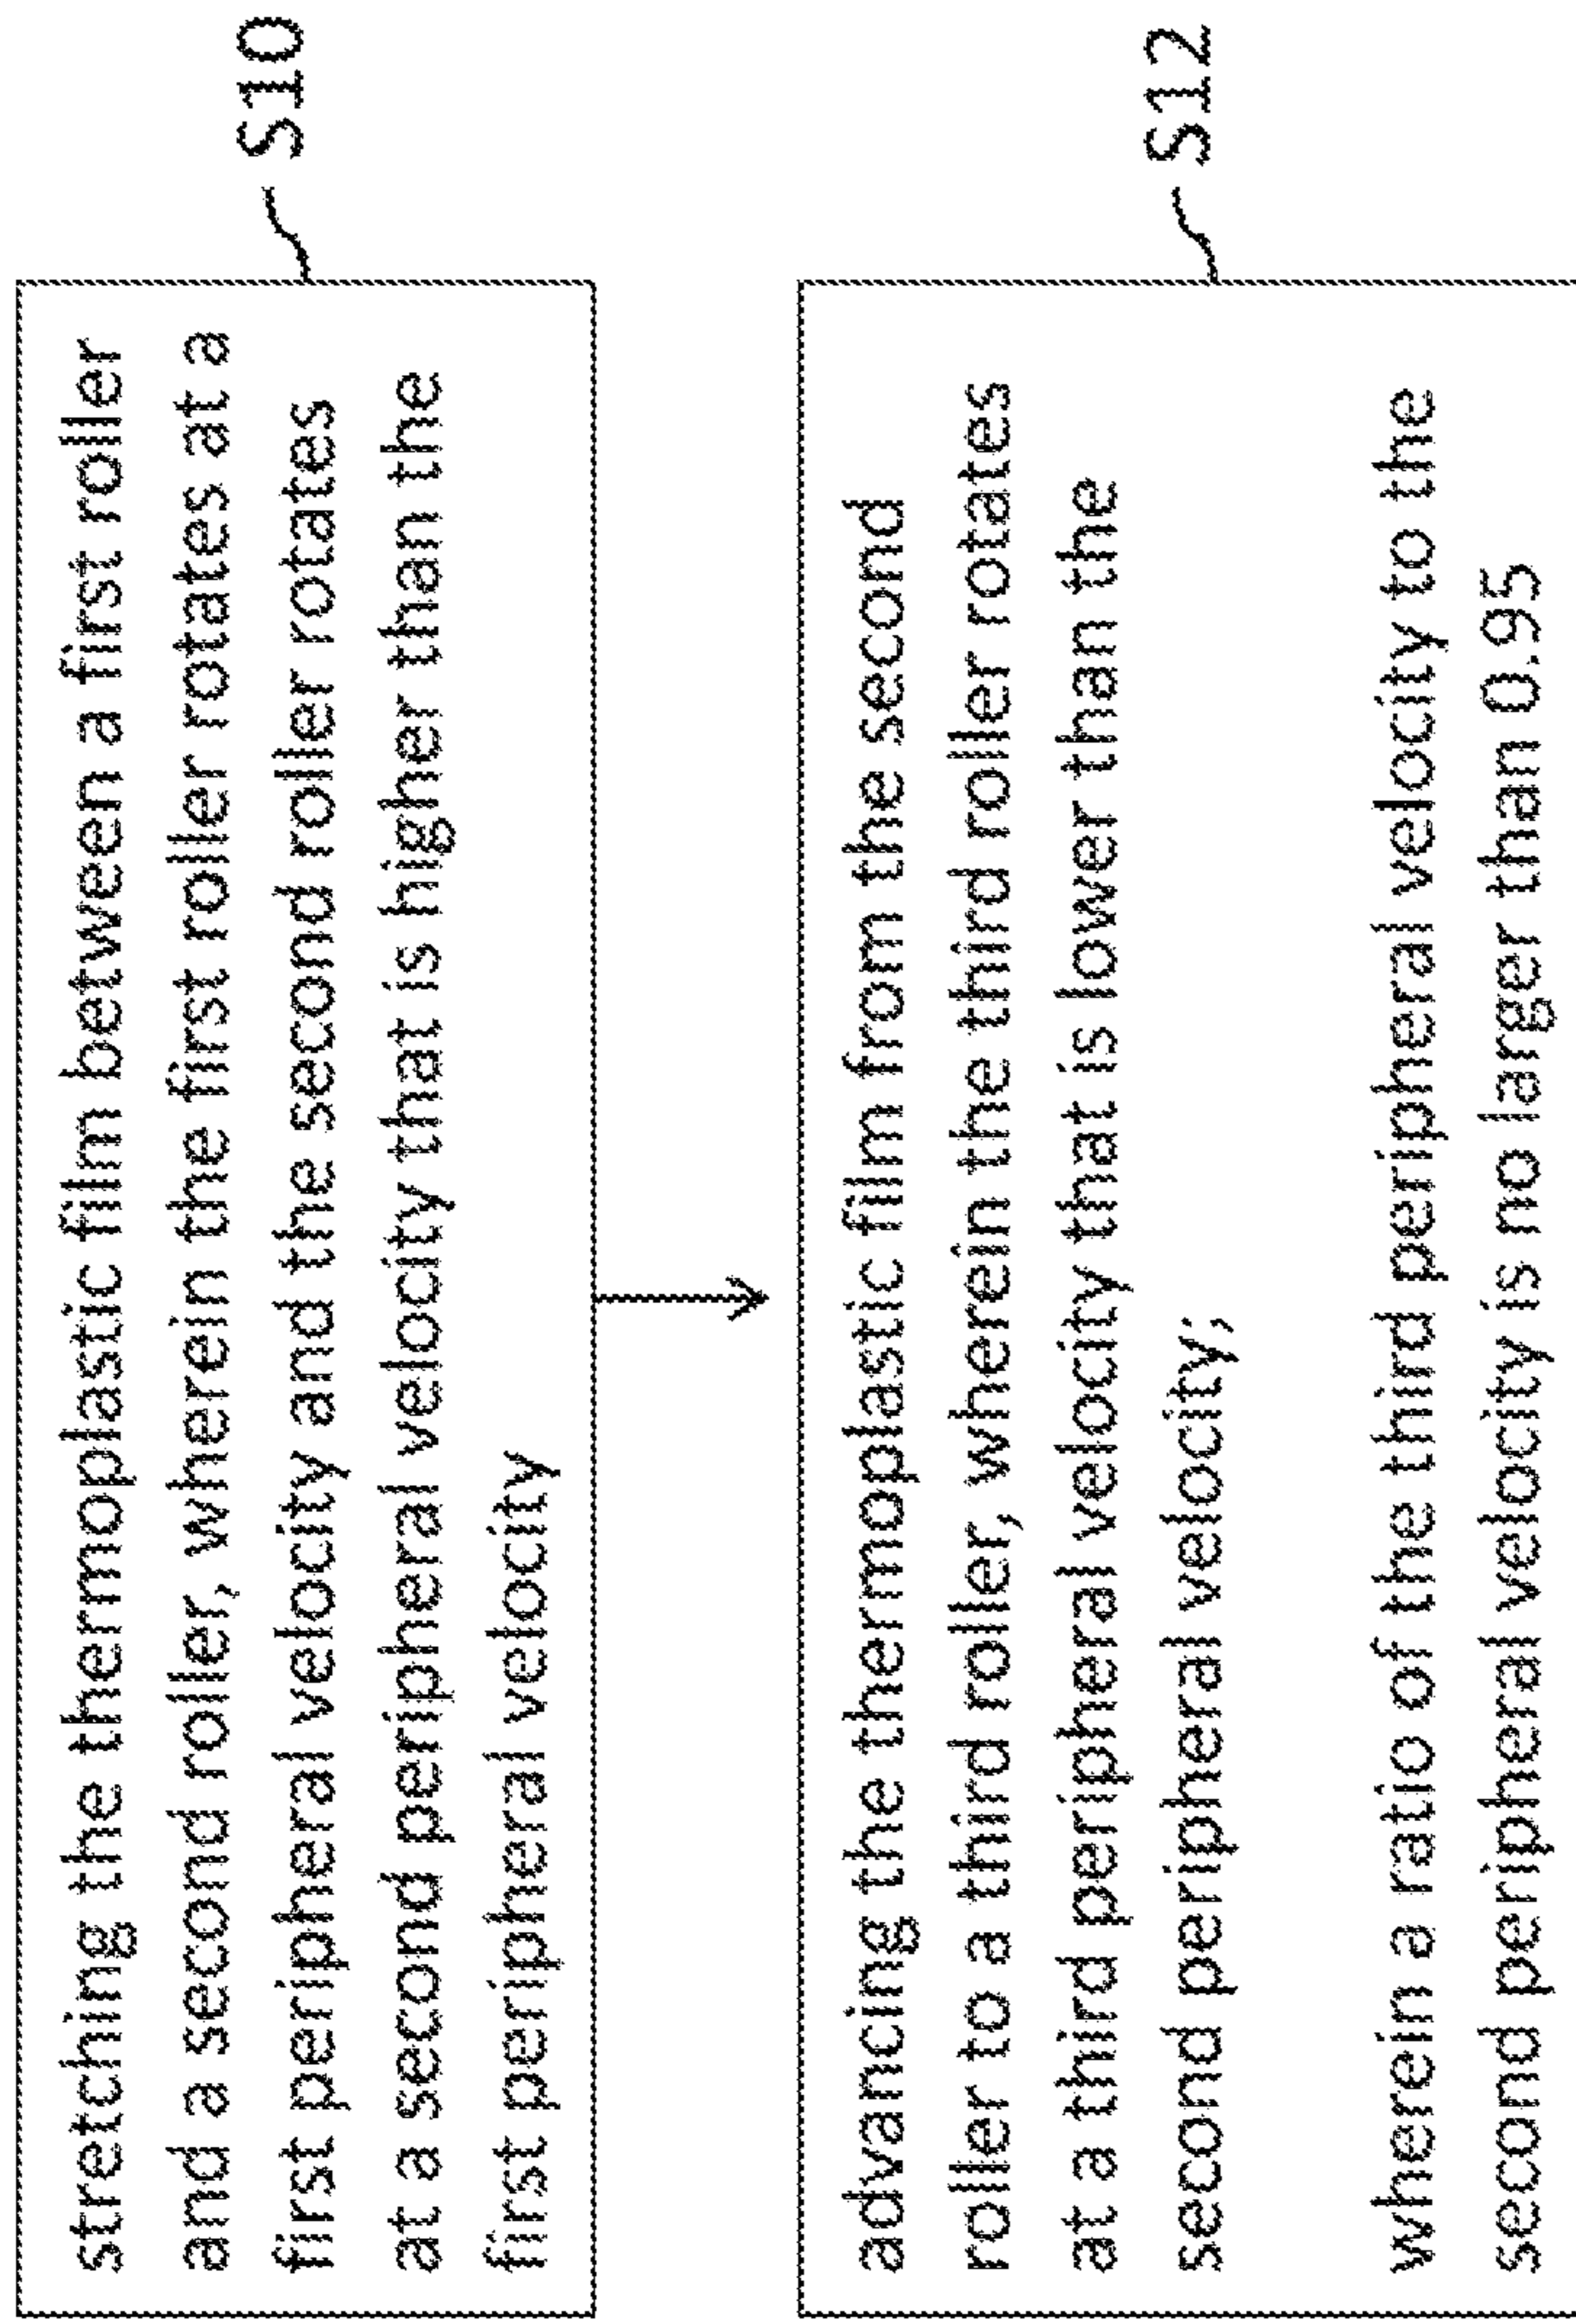 stretching the thermoplastic film between a first roller
and a second roller, wherein the first roller rotates at a
first peripheral velocity and the second roller rotates
at a second peripheral velocity that is higher than the
first peripheral velocity
S10
advancing the thermoplastic film from the second
roller to a third roller, wherein the third roller rotates
at a third peripheral velocity that is lower than the
second peripheral velocity;
wherein a ratio of the third peripheral velocity to the
second peripheral velocity is no larger than 0.95
S12